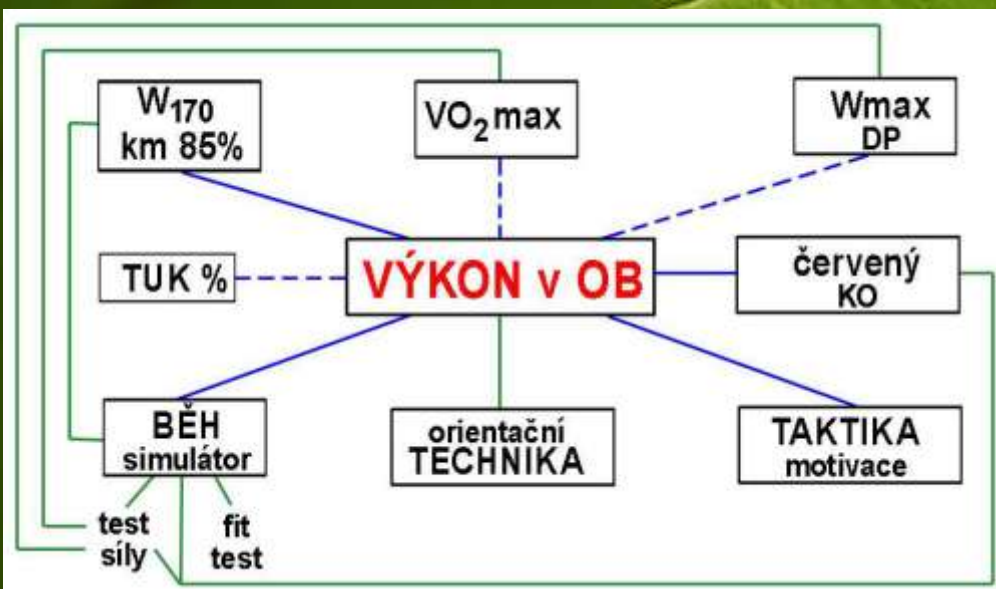 W170
km 85%
VO2max
Wmax
DP
TUK %
VÝKON v OB
červený
KO
BĚH
simulátor
orientační
TECHNIKA
TAKTIKA
motivace
test
síly
fit
test